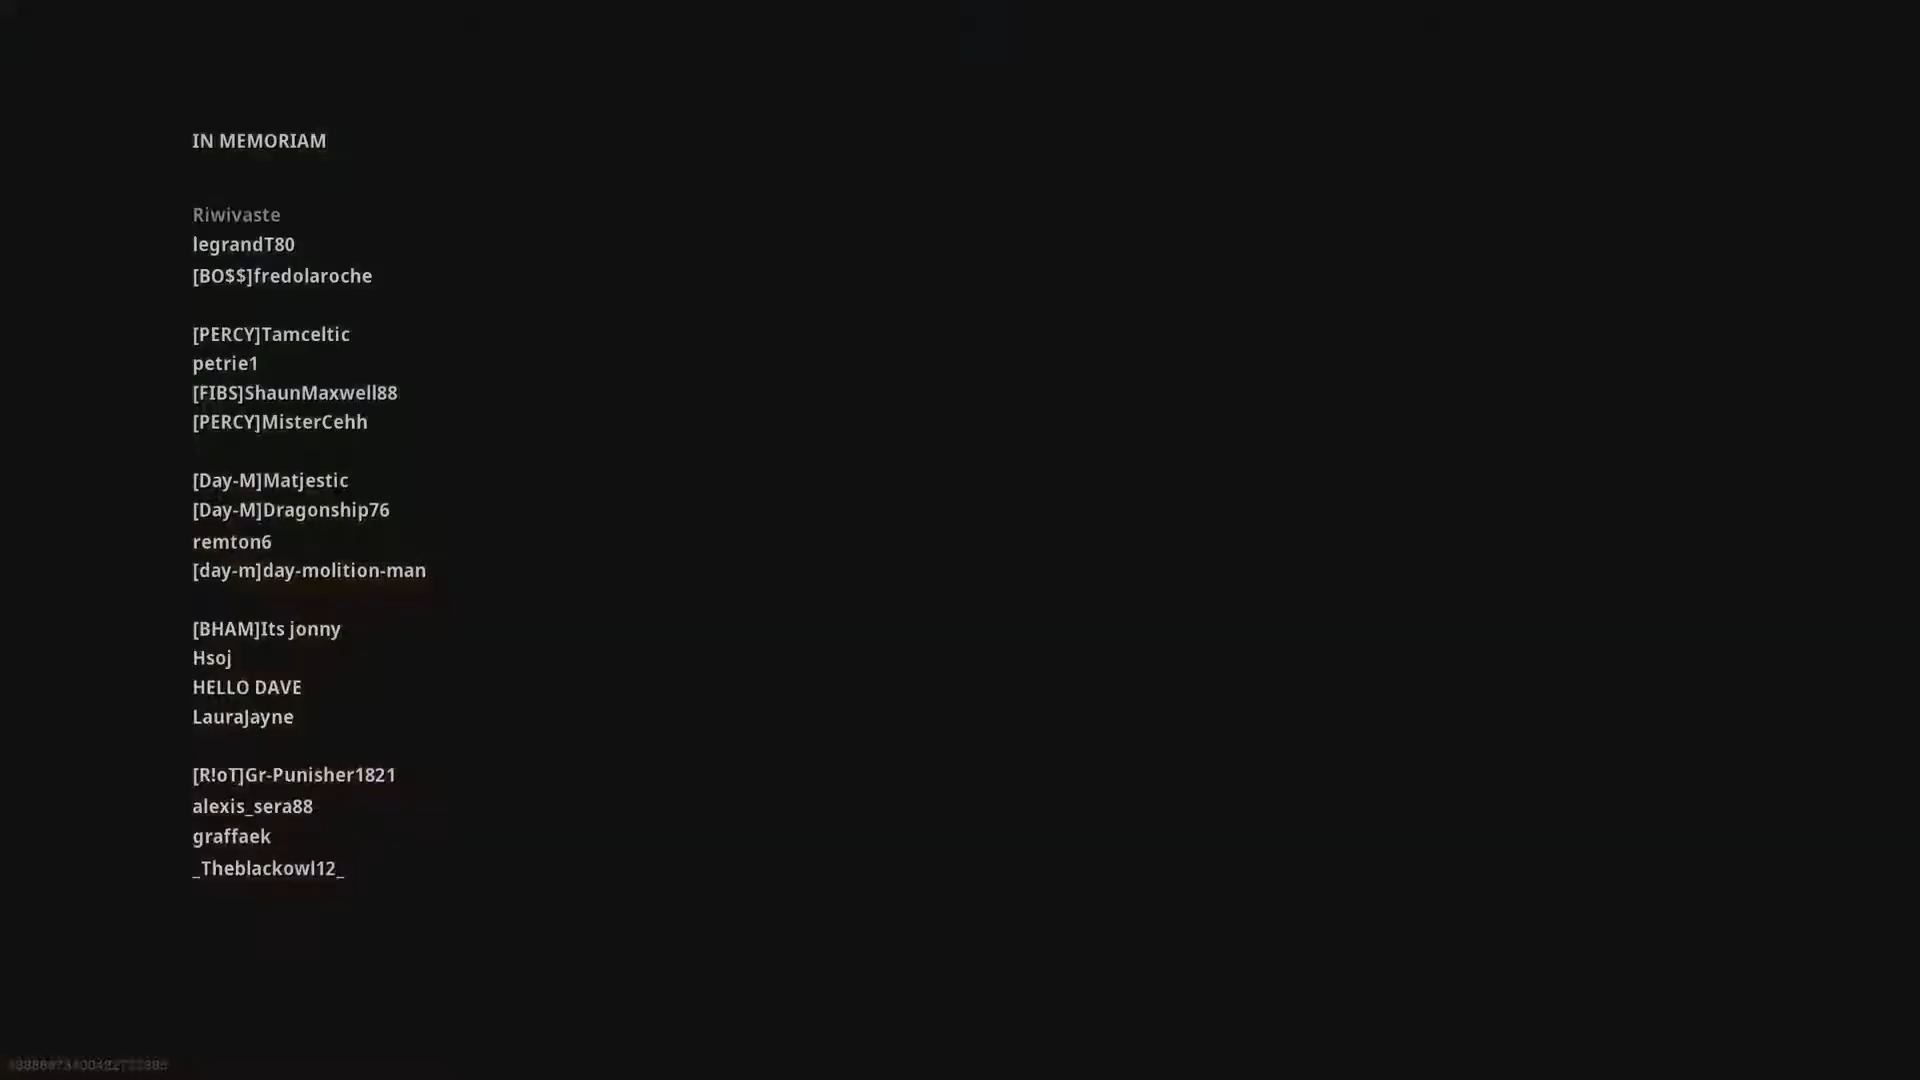 IN MEMORIAM
Riwivaste
legrandT80
[BO$$]fredolaroche
[PERCY]Tamceltic
petrie1
[FIBS]ShaunMaxwell88
[PERCY]MisterCehh
[Day-M]Matjestic
[Day-M]Dragonship76
remton6
[day-m]day-molition-man
[BHAM]Its jonny
Hsoj
HELLO DAVE
LauraJayne
[R!oT]Gr-Punisher1821
alexis_sera88
graffaek
_Theblackowl12_